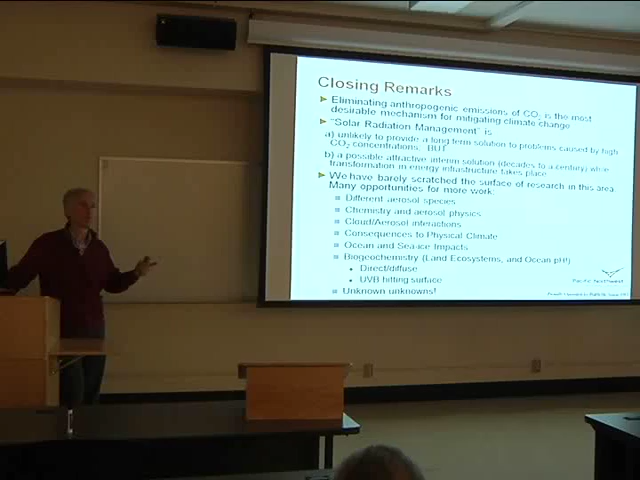 Closing Remarks
Eliminating anthropogenic emissions of CO2 is the most
desirable mechanism for mitigating climate change
"Solar Radiation Management" is
a) unlikely to provide a long term solution to problems caused by high
CO2 concentrations. BUT
b) a possible attractive interim solution (decades to a century) while
transformation in energy infrastructure takes place
We have barely scratched the surface of research in this area.
Many opportunities for more work:
Different aerosol species
Chemistry and aerosol physics
Cloud/Aerosol interactions
Consequences to Physical Climate
Ocean and Sea-ice Impacts
Biogeochemistry (Land Ecosystems, and Ocean pH!)
Direct/diffuse
UVB hitting surface
Unknown unknowns!
Pacific Northwest